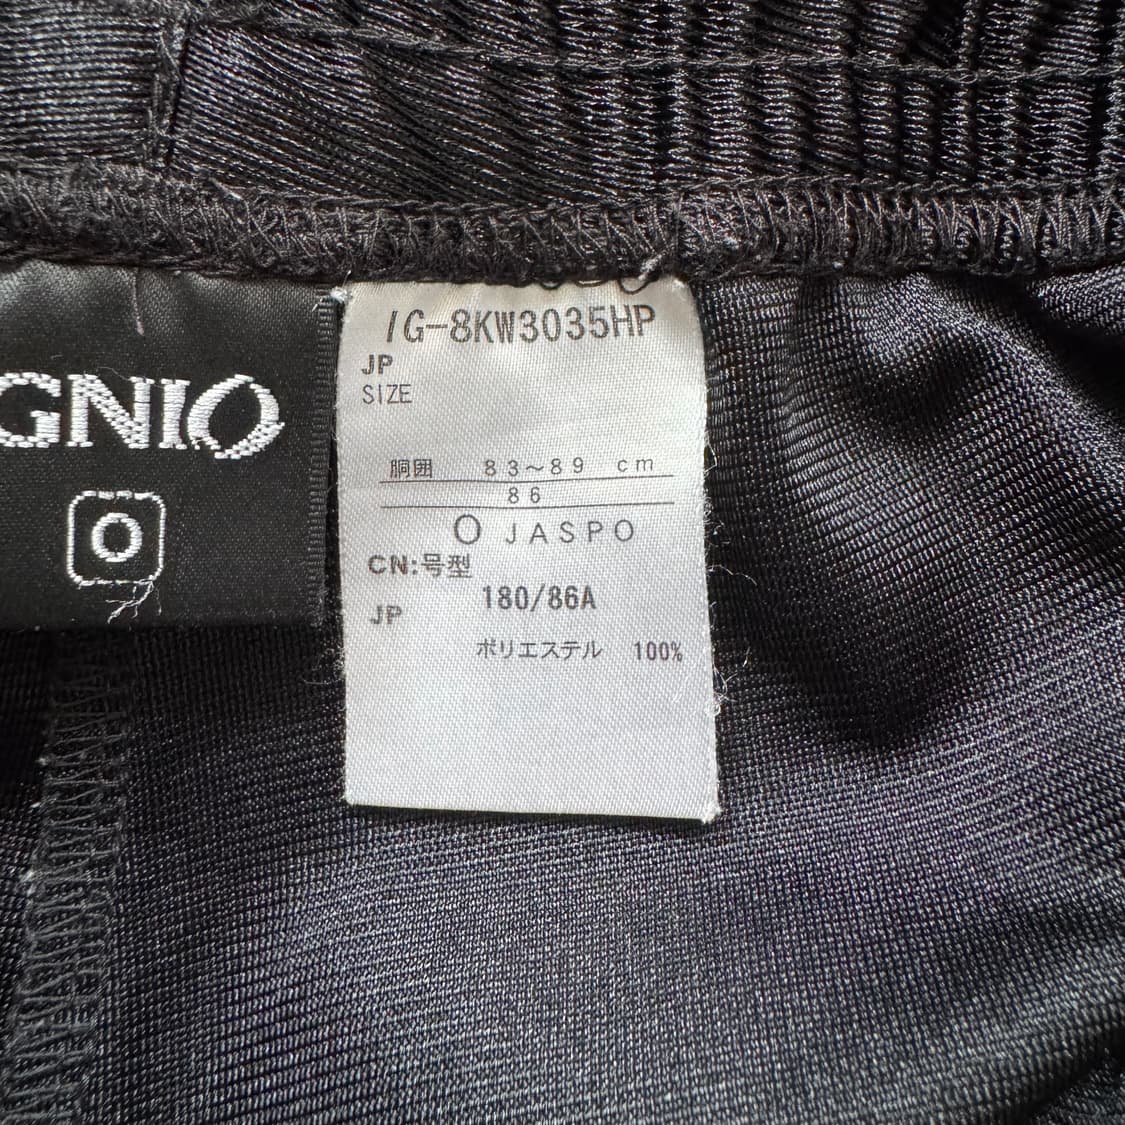 GNIO
O
IG-8KW3035HP
JP
SIZE
胴囲 83~89 cm
86
O JASPO
CN:号型
180/86A
JP
ポリエステル 100%